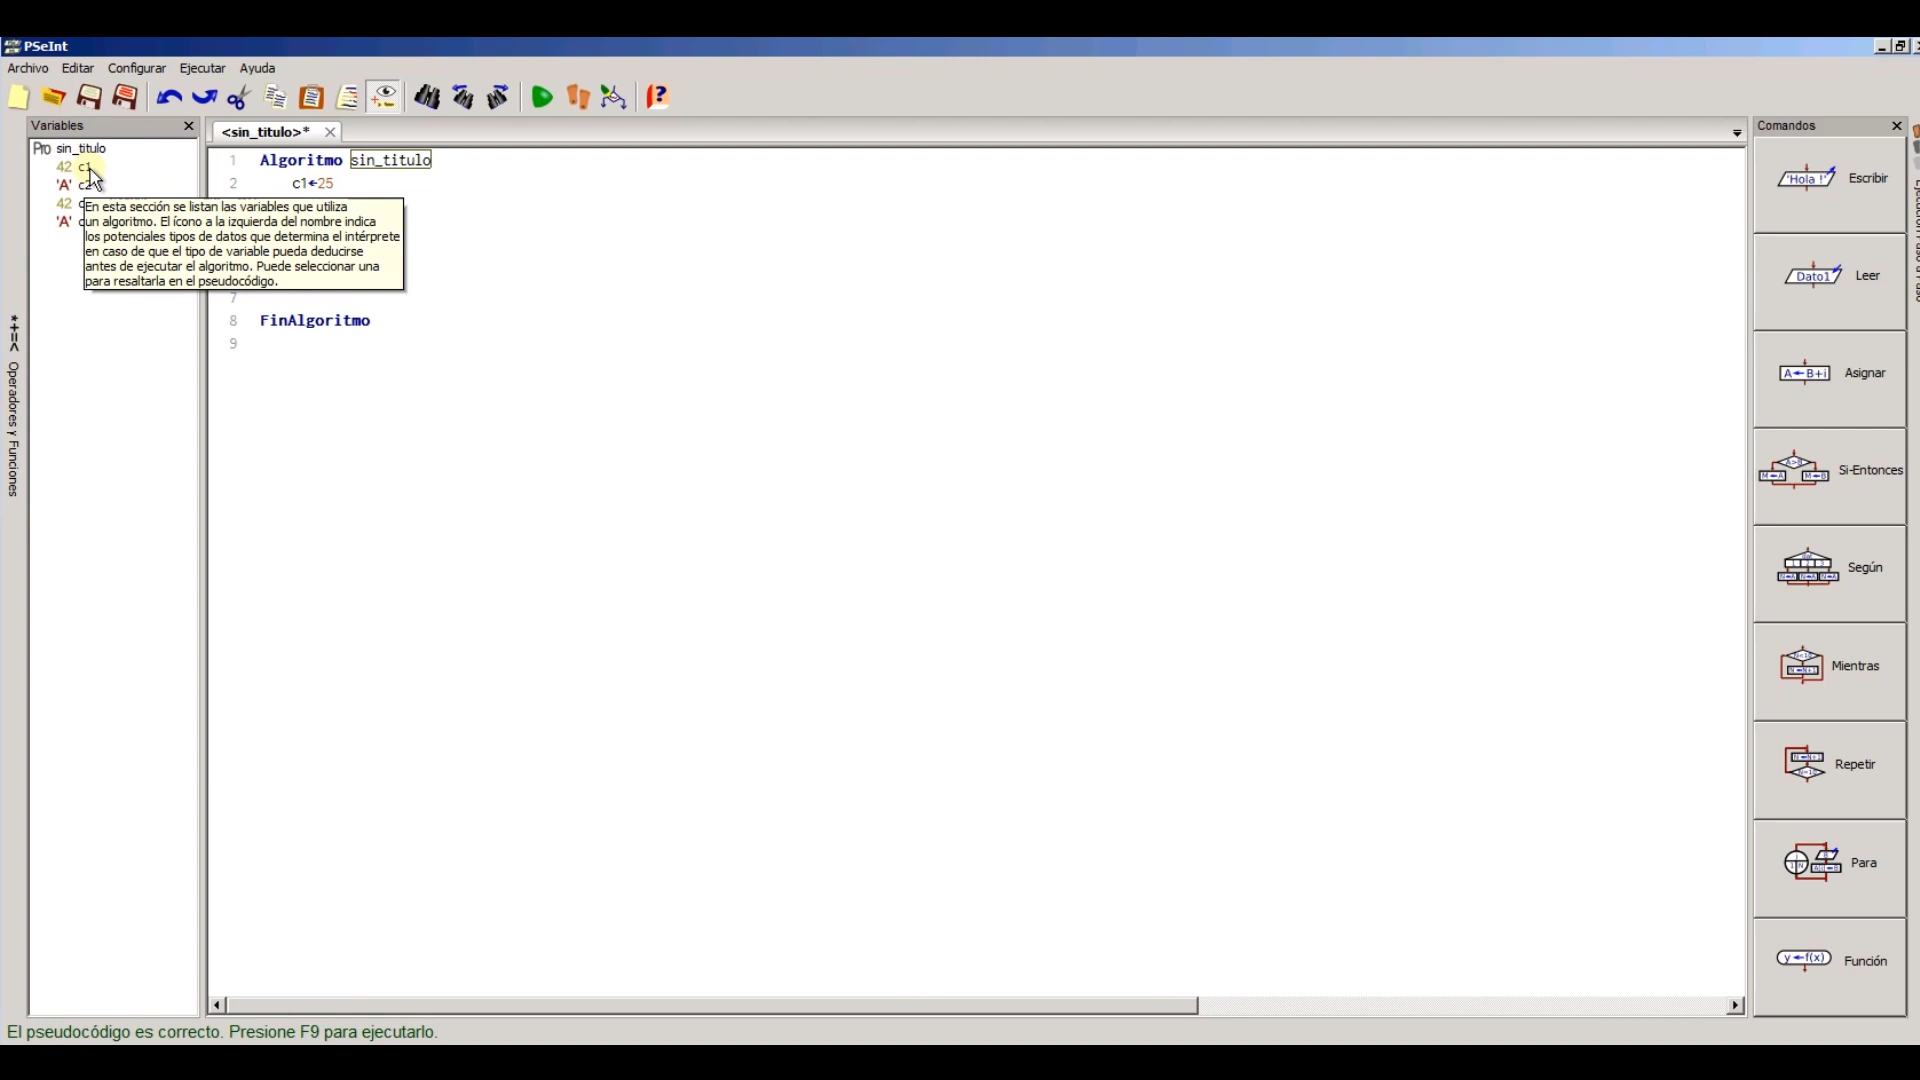 PSeInt
Archivo Editar Configurar Ejecutar Ayuda
Variables
<sin_titulo>*
Comandos
Pro sin_titulo
42 c1
'A' c2
42
'A'
En esta sección se listan las variables que utiliza
un algoritmo. El ícono a la izquierda del nombre indica
los potenciales tipos de datos que determina el intérprete
en caso de que el tipo de variable pueda deducirse
antes de ejecutar el algoritmo. Puede seleccionar una
para resaltarla en el pseudocódigo.
1 Algoritmo sin_titulo
2 c1←25
7
8 FinAlgoritmo
9
*+=< Operadores y Funciones
'Hola !' Escribir
Dato1 Leer
A←B+i Asignar
Si-Entonces
Según
Mientras
Repetir
Para
y←f(x) Función
El pseudocódigo es correcto. Presione F9 para ejecutarlo.